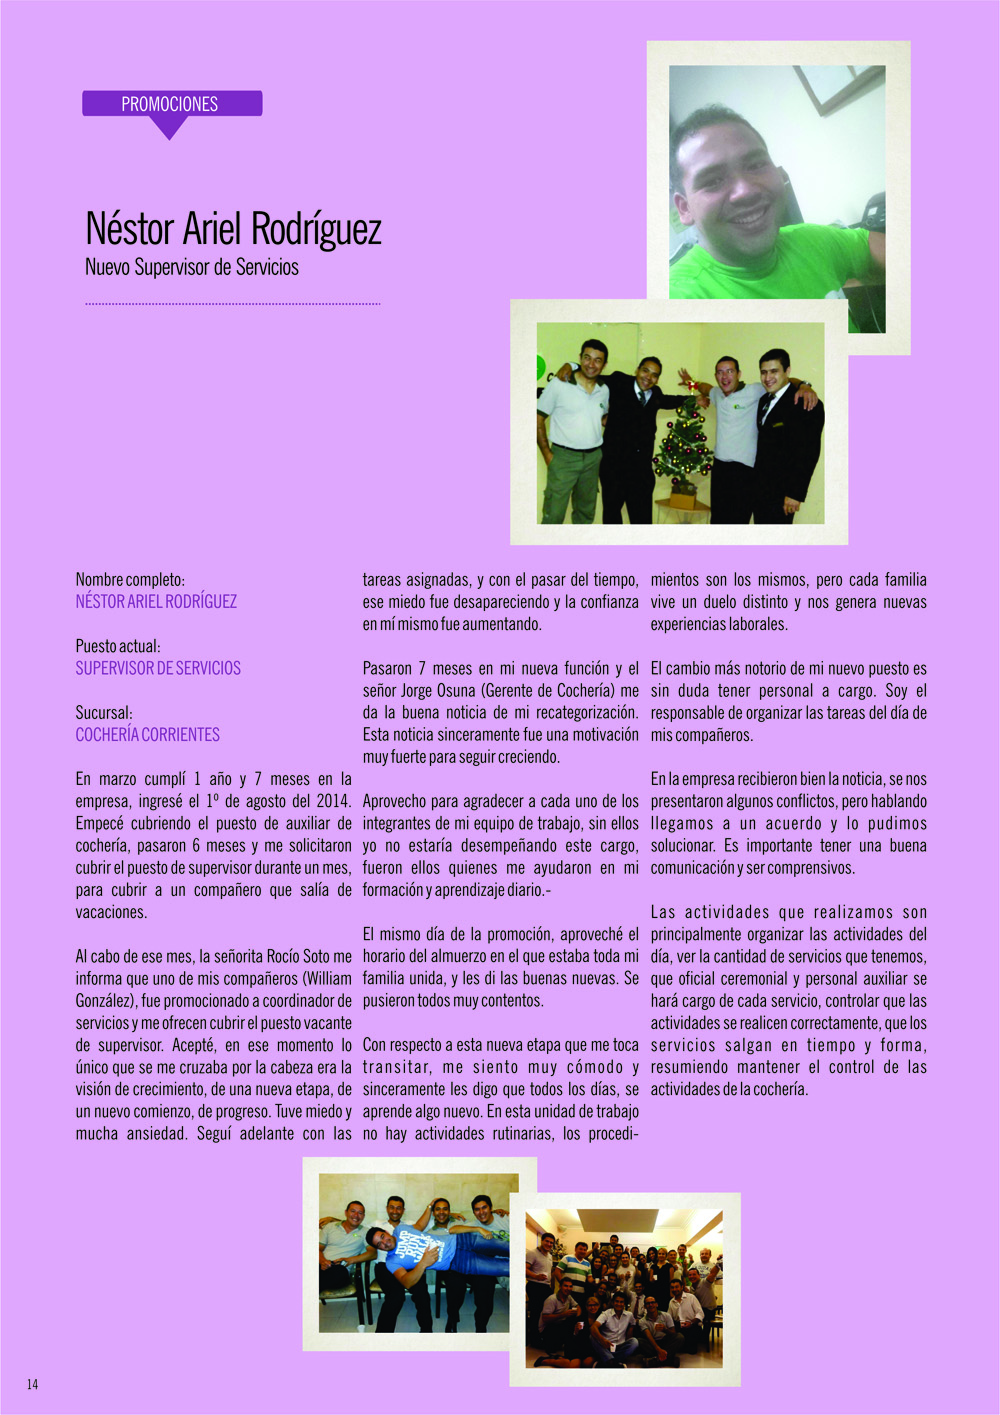 PROMOCIONES
Néstor Ariel Rodríguez
Nuevo Supervisor de Servicios
Nombre completo:
NÉSTOR ARIEL RODRÍGUEZ
Puesto actual:
SUPERVISOR DE SERVICIOS
Sucursal:
COCHERÍA CORRIENTES
En marzo cumplí 1 año y 7 meses en la
empresa, ingresé el 1º de agosto del 2014.
Empecé cubriendo el puesto de auxiliar de
cochería, pasaron 6 meses y me solicitaron
cubrir el puesto de supervisor durante un mes,
para cubrir a un compañero que salía de
vacaciones.
Al cabo de ese mes, la señorita Rocío Soto me
informa que uno de mis compañeros (William
González), fue promocionado a coordinador de
servicios y me ofrecen cubrir el puesto vacante
de supervisor. Acepté, en ese momento lo
único que se me cruzaba por la cabeza era la
visión de crecimiento, de una nueva etapa, de
un nuevo comienzo, de progreso. Tuve miedo y
mucha ansiedad. Seguí adelante con las
tareas asignadas, y con el pasar del tiempo,
ese miedo fue desapareciendo y la confianza
en mí mismo fue aumentando.
Pasaron 7 meses en mi nueva función y el
señor Jorge Osuna (Gerente de Cochería) me
da la buena noticia de mi recategorización.
Esta noticia sinceramente fue una motivación
muy fuerte para seguir creciendo.
Aprovecho para agradecer a cada uno de los
integrantes de mi equipo de trabajo, sin ellos
yo no estaría desempeñando este cargo,
fueron ellos quienes me ayudaron en mi
formación y aprendizaje diario.-
El mismo día de la promoción, aproveché el
horario del almuerzo en el que estaba toda mi
familia unida, y les di las buenas nuevas. Se
pusieron todos muy contentos.
Con respecto a esta nueva etapa que me toca
transitar, me siento muy cómodo y
sinceramente les digo que todos los días, se
aprende algo nuevo. En esta unidad de trabajo
no hay actividades rutinarias, los procedi-
mientos son los mismos, pero cada familia
vive un duelo distinto y nos genera nuevas
experiencias laborales.
El cambio más notorio de mi nuevo puesto es
sin duda tener personal a cargo. Soy el
responsable de organizar las tareas del día de
mis compañeros.
En la empresa recibieron bien la noticia, se nos
presentaron algunos conflictos, pero hablando
llegamos a un acuerdo y lo pudimos
solucionar. Es importante tener una buena
comunicación y ser comprensivos.
Las actividades que realizamos son
principalmente organizar las actividades del
día, ver la cantidad de servicios que tenemos,
que oficial ceremonial y personal auxiliar se
hará cargo de cada servicio, controlar que las
actividades se realicen correctamente, que los
servicios salgan en tiempo y forma,
resumiendo mantener el control de las
actividades de la cochería.
14